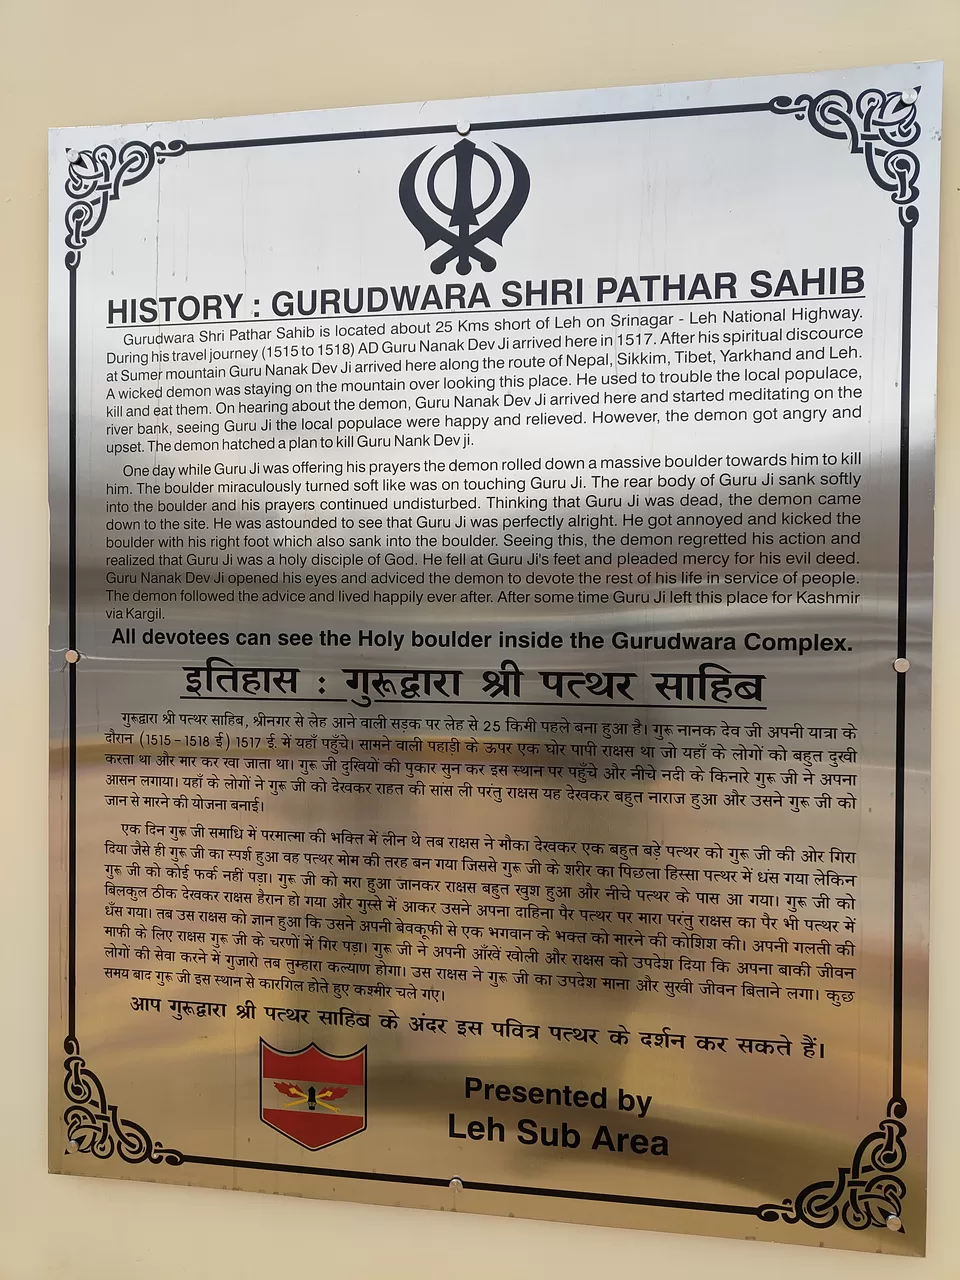 HISTORY : GURUDWARA SHRI PATHAR SAHIB
Gurudwara Shri Pathar Sahib is located about 25 Kms short of Leh on Srinagar - Leh National Highway.
During his travel journey (1515 to 1518) AD Guru Nanak Dev Ji arrived here in 1517. After his spiritual discource
at Sumer mountain Guru Nanak Dev Ji arrived here along the route of Nepal, Sikkim, Tibet, Yarkhand and Leh.
A wicked demon was staying on the mountain over looking this place. He used to trouble the local populace,
kill and eat them. On hearing about the demon, Guru Nanak Dev Ji arrived here and started meditating on the
river bank, seeing Guru Ji the local populace were happy and relieved. However, the demon got angry and
upset. The demon hatched a plan to kill Guru Nank Dev ji.
One day while Guru Ji was offering his prayers the demon rolled down a massive boulder towards him to kill
him. The boulder miraculously turned soft like was on touching Guru Ji. The rear body of Guru Ji sank softly
into the boulder and his prayers continued undisturbed. Thinking that Guru Ji was dead, the demon came
down to the site. He was astounded to see that Guru Ji was perfectly alright. He got annoyed and kicked the
boulder with his right foot which also sank into the boulder. Seeing this, the demon regretted his action and
realized that Guru Ji was a holy disciple of God. He fell at Guru Ji's feet and pleaded mercy for his evil deed.
Guru Nanak Dev Ji opened his eyes and adviced the demon to devote the rest of his life in service of people.
The demon followed the advice and lived happily ever after. After some time Guru Ji left this place for Kashmir
via Kargil.
All devotees can see the Holy boulder inside the Gurudwara Complex.
इतिहास : गुरूद्वारा श्री पत्थर साहिब
गुरूद्वारा श्री पत्थर साहिब, श्रीनगर से लेह आने वाली सड़क पर लेह से 25 किमी पहले बना हुआ है। गुरू नानक देव जी अपनी यात्रा के
दौरान (1515 - 1518 ई) 1517 ई. में यहाँ पहुँचे। सामने वाली पहाड़ी के ऊपर एक घोर पापी राक्षस था जो यहाँ के लोगों को बहुत दुखी
करता था और मार कर खा जाता था। गुरू जी दुखियों की पुकार सुन कर इस स्थान पर पहुँचे और नीचे नदी के किनारे गुरू जी ने अपना
आसन लगाया। यहाँ के लोगों ने गुरू जी को देखकर राहत की सांस ली परंतु राक्षस यह देखकर बहुत नाराज हुआ और उसने गुरू जी को
जान से मारने की योजना बनाई।
एक दिन गुरू जी समाधि में परमात्मा की भक्ति में लीन थे तब राक्षस ने मौका देखकर एक बहुत बड़े पत्थर को गुरू जी की ओर गिरा
दिया जैसे ही गुरू जी का स्पर्श हुआ वह पत्थर मोम की तरह बन गया जिससे गुरू जी के शरीर का पिछला हिस्सा पत्थर में धंस गया लेकिन
गुरू जी को कोई फर्क नहीं पड़ा। गुरू जी को मरा हुआ जानकर राक्षस बहुत खुश हुआ और नीचे पत्थर के पास आ गया। गुरू जी को
बिलकुल ठीक देखकर राक्षस हैरान हो गया और गुस्से में आकर उसने अपना दाहिना पैर पत्थर पर मारा परंतु राक्षस का पैर भी पत्थर में
धँस गया। तब उस राक्षस को ज्ञान हुआ कि उसने अपनी बेवकूफी से एक भगवान के भक्त को मारने की कोशिश की। अपनी गलती की
माफी के लिए राक्षस गुरू जी के चरणों में गिर पड़ा। गुरू जी ने अपनी आँखें खोली और राक्षस को उपदेश दिया कि अपना बाकी जीवन
लोगों की सेवा करने में गुजारो तब तुम्हारा कल्याण होगा। उस राक्षस ने गुरू जी का उपदेश माना और सुखी जीवन बिताने लगा। कुछ
समय बाद गुरू जी इस स्थान से कारगिल होते हुए कश्मीर चले गए।
आप गुरूद्वारा श्री पत्थर साहिब के अंदर इस पवित्र पत्थर के दर्शन कर सकते हैं।
Presented by
Leh Sub Area